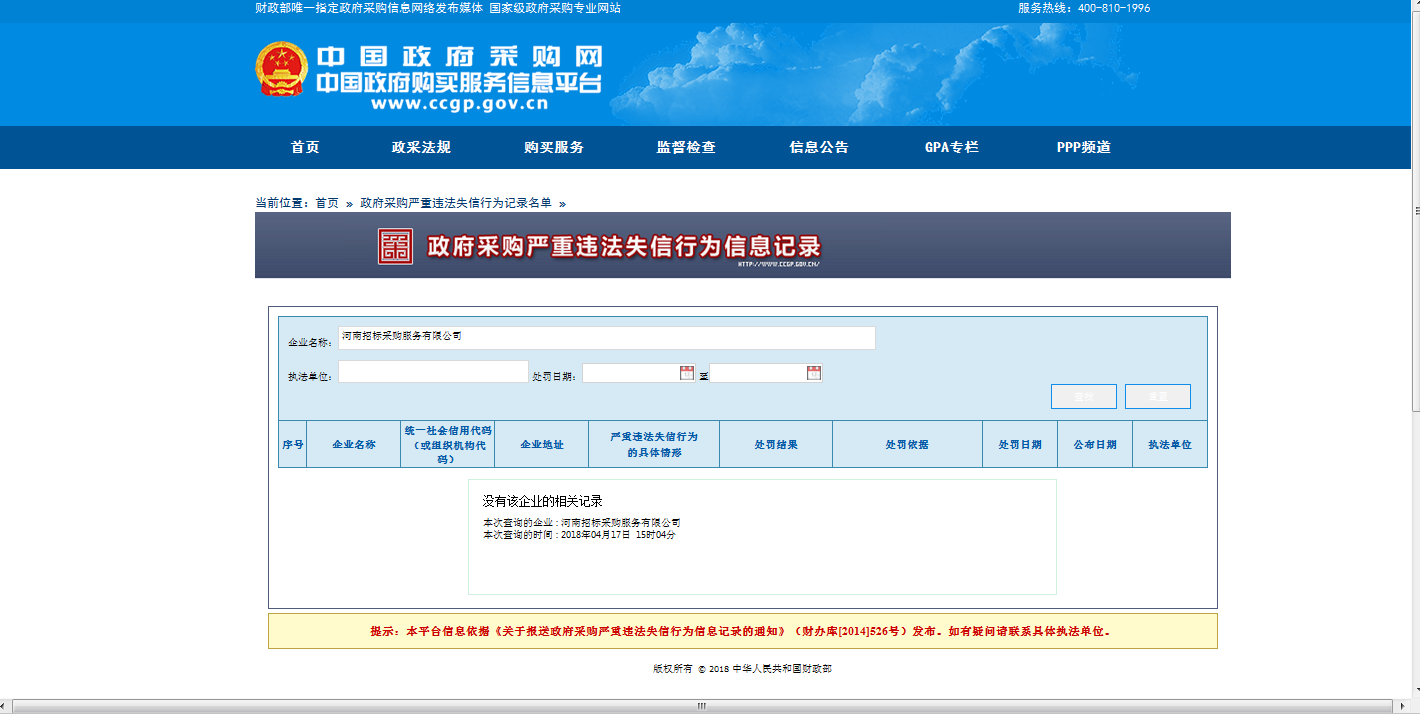 财政部唯一指定政府采购信息网络发布媒体 国家级政府采购专业网站
服务热线：400-810-1996
中国政府采购网
中国政府购买服务信息平台
www.ccgp.gov.cn
首页 政采法规 购买服务 监督检查 信息公告 GPA专栏 PPP频道
当前位置：首页 » 政府采购严重违法失信行为记录名单 »
政府采购严重违法失信行为信息记录
HTTP://WWW.CCGP.GOV.CN/
企业名称：河南招标采购服务有限公司
执法单位： 处罚日期： 至
查找 重置
序号 企业名称 统一社会信用代码（或组织机构代码） 企业地址 严重违法失信行为的具体情形 处罚结果 处罚依据 处罚日期 公布日期 执法单位
没有该企业的相关记录
本次查询的企业：河南招标采购服务有限公司
本次查询的时间：2018年04月17日 15时04分
提示：本平台信息依据《关于报送政府采购严重违法失信行为信息记录的通知》（财办库[2014]526号）发布。如有疑问请联系具体执法单位。
版权所有 © 2018 中华人民共和国财政部